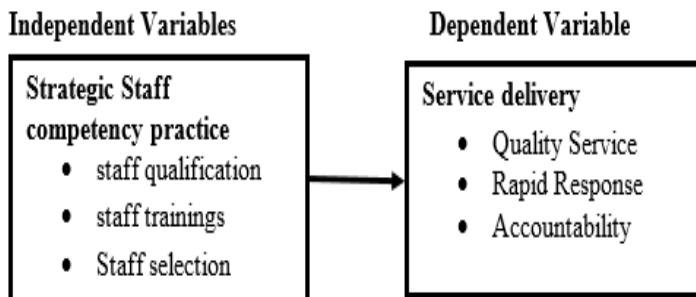 Independent Variables
Dependent Variable
Strategic Staff
competency practice
• staff qualification
• staff trainings
• Staff selection
Service delivery
• Quality Service
• Rapid Response
• Accountability